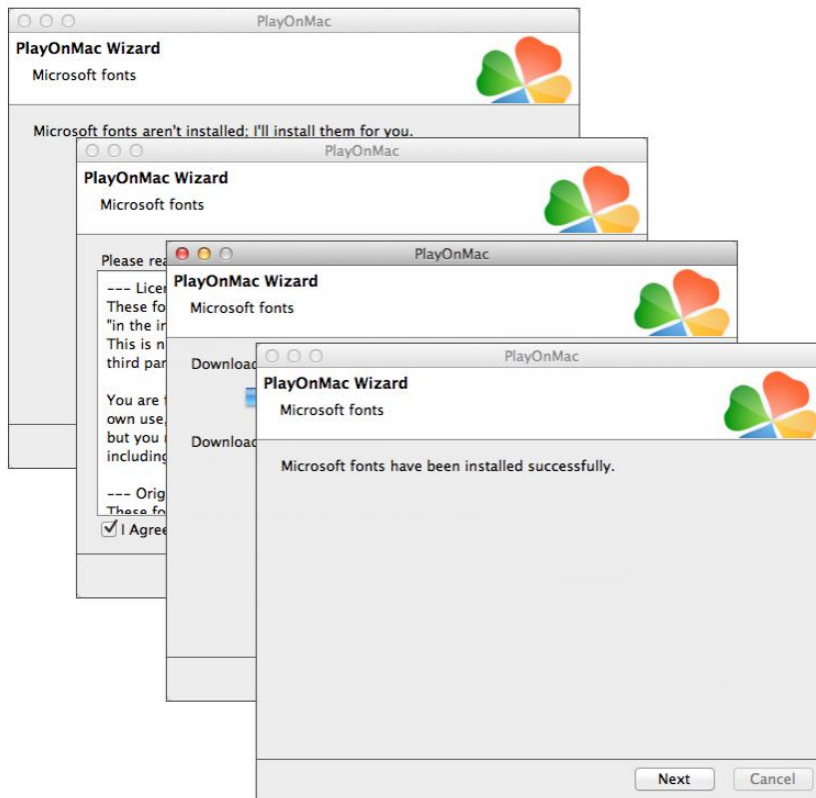 PlayOnMac
PlayOnMac Wizard
Microsoft fonts
Microsoft fonts aren't installed; I'll install them for you.
PlayOnMac
PlayOnMac Wizard
Microsoft fonts
Please rea
--- Licen
These fo
"in the in
This is n
third par
You are
own use,
but you
including
--- Orig
These fo
I Agree
PlayOnMac
PlayOnMac Wizard
Microsoft fonts
Download
Download
PlayOnMac
PlayOnMac Wizard
Microsoft fonts
Microsoft fonts have been installed successfully.
Next
Cancel